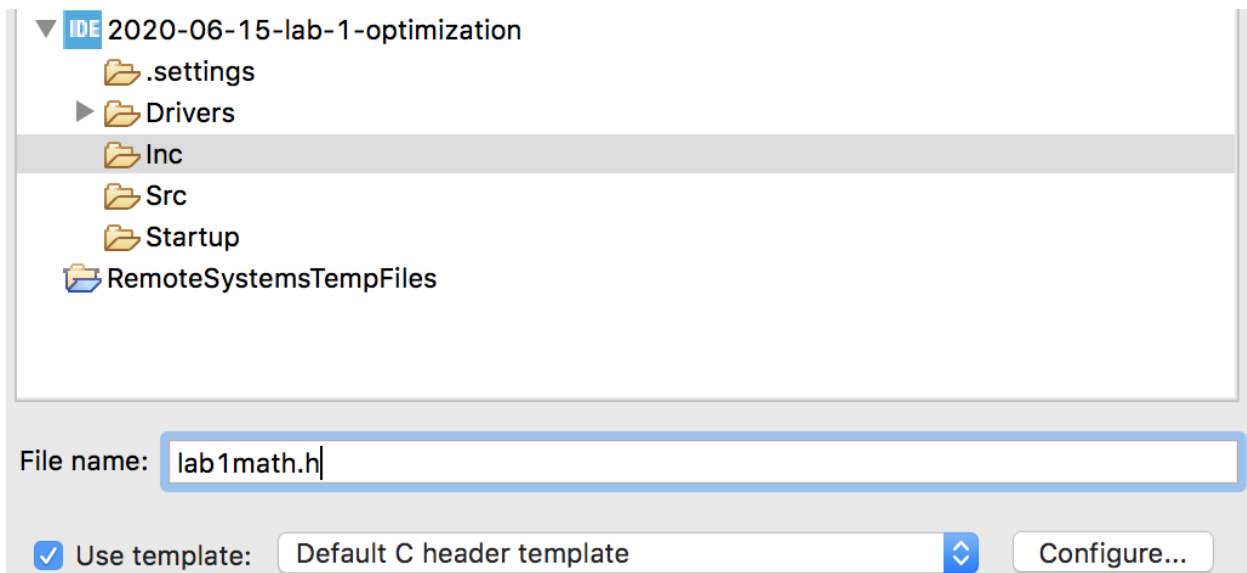 IDE 2020-06-15-lab-1-optimization
.settings
Drivers
Inc
Src
Startup
RemoteSystemsTempFiles
File name: lab1math.h
Use template: Default C header template Configure...